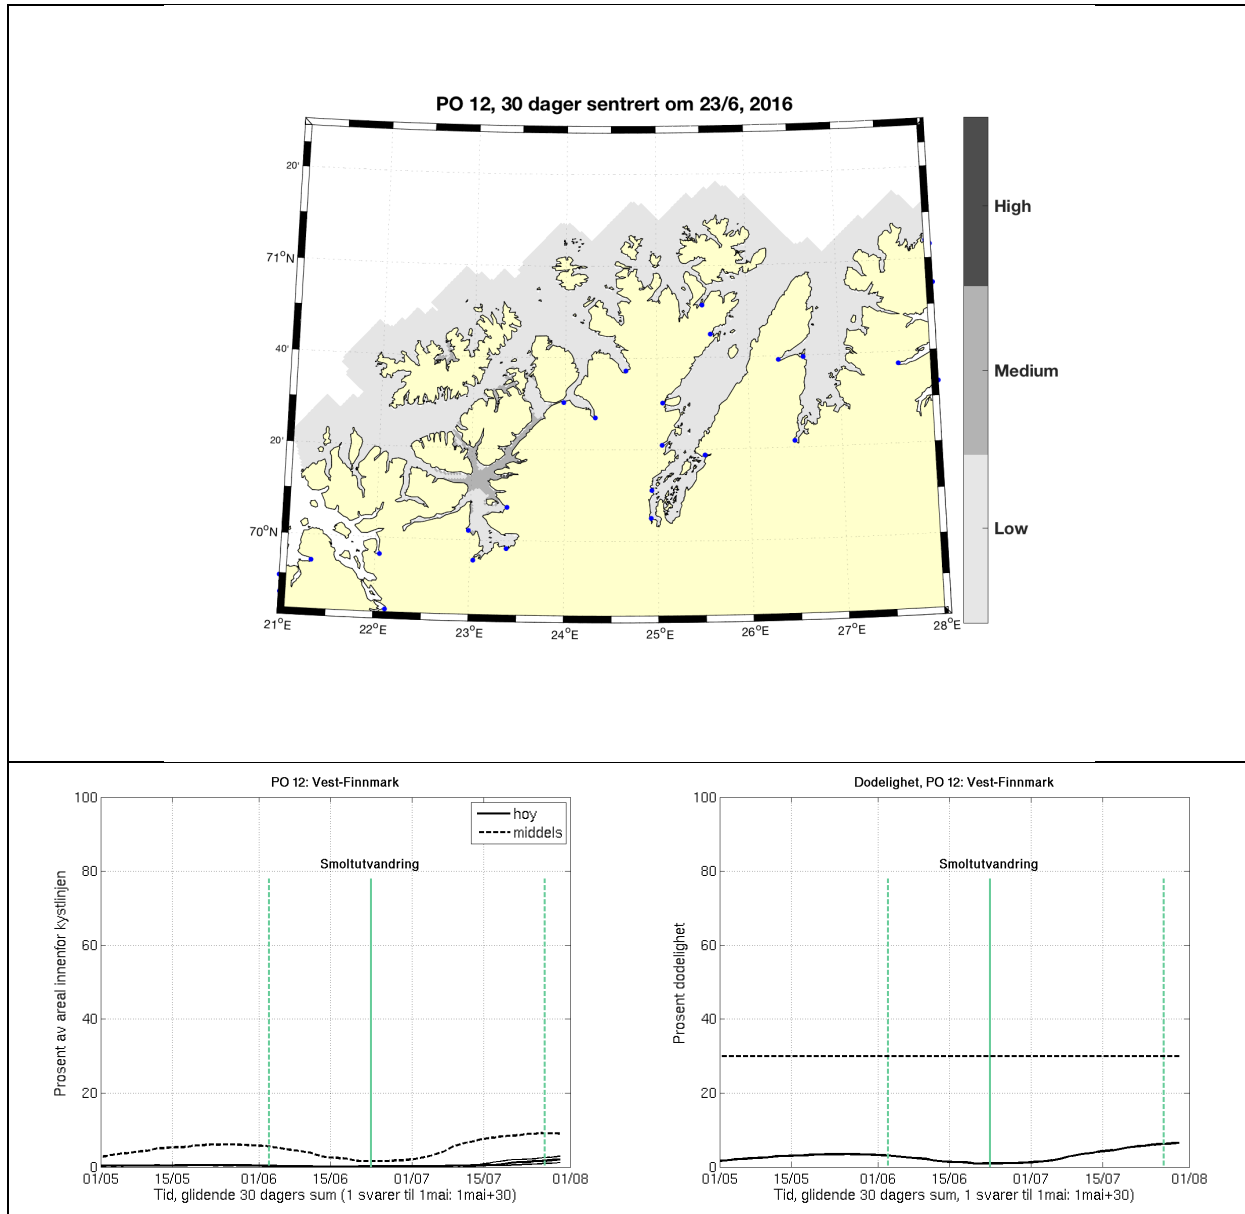 PO 12, 30 dager sentrert om 23/6, 2016
20'
71°N
40'
20'
70°N
21°E
22°E
23°E
24°E
25°E
26°E
27°E
28°E
High
Medium
Low
PO 12: Vest-Finnmark
hoy
middels
Smoltutvandring
Prosent av areal innenfor kystlinjen
100
80
60
40
20
0
01/05
15/05
01/06
15/06
01/07
15/07
01/08
Tid, glidende 30 dagers sum (1 svarer til 1mai: 1mai+30)
Dodelighet, PO 12: Vest-Finnmark
Smoltutvandring
Prosent dodelighet
100
80
60
40
20
0
01/05
15/05
01/06
15/06
01/07
15/07
01/08
Tid, glidende 30 dagers sum, 1 svarer til 1mai: 1mai+30)